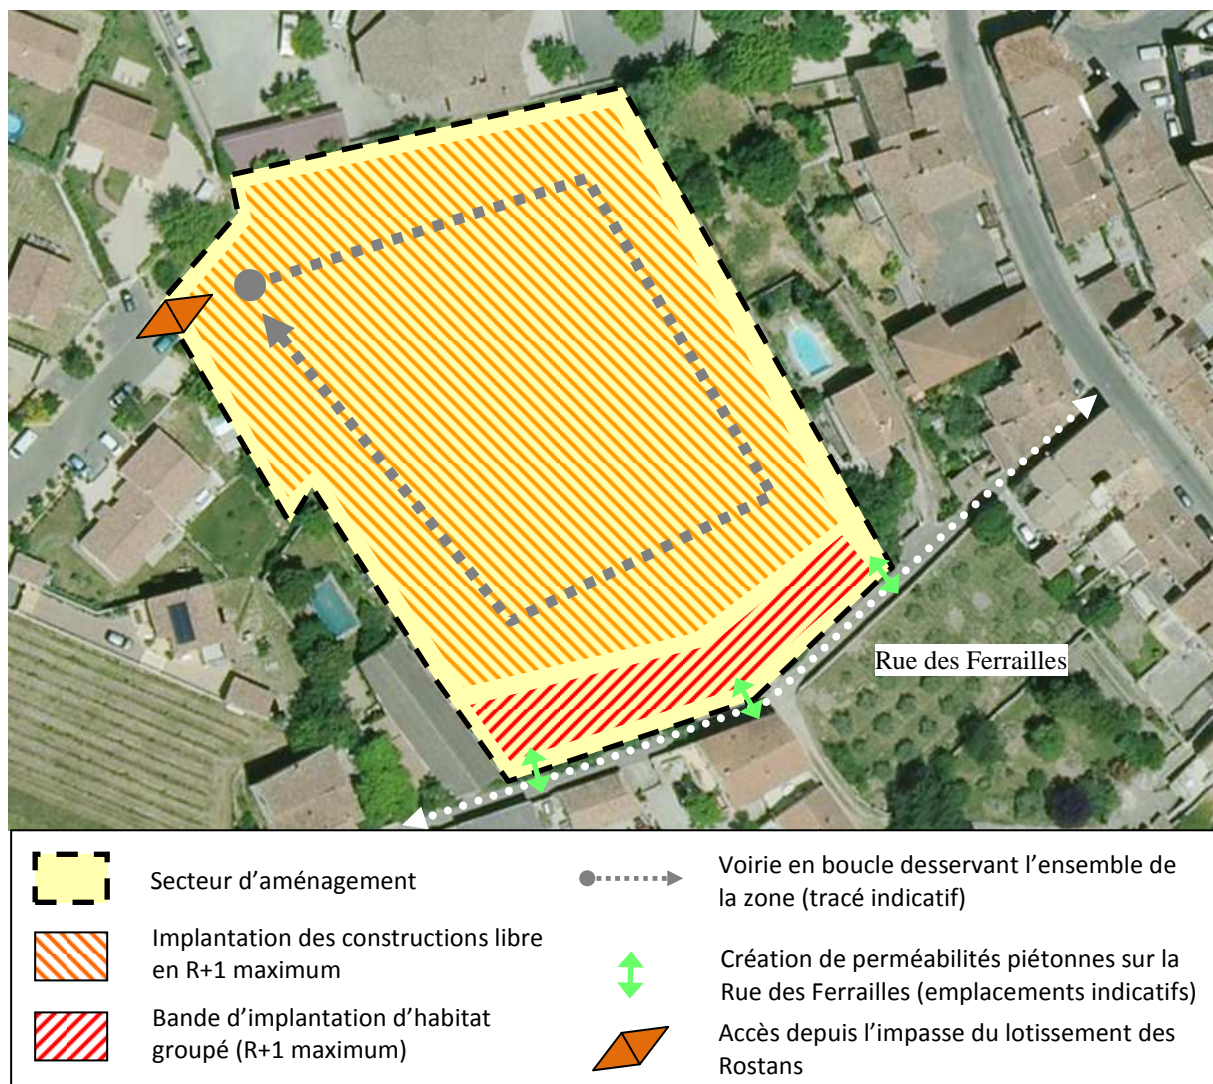 Rue des Ferrailles
Secteur d'aménagement
Implantation des constructions libre
en R+1 maximum
Bande d'implantation d'habitat
groupé (R+1 maximum)
Voirie en boucle desservant l'ensemble de
la zone (tracé indicatif)
Création de perméabilités piétonnes sur la
Rue des Ferrailles (emplacements indicatifs)
Accès depuis l'impasse du lotissement des
Rostans